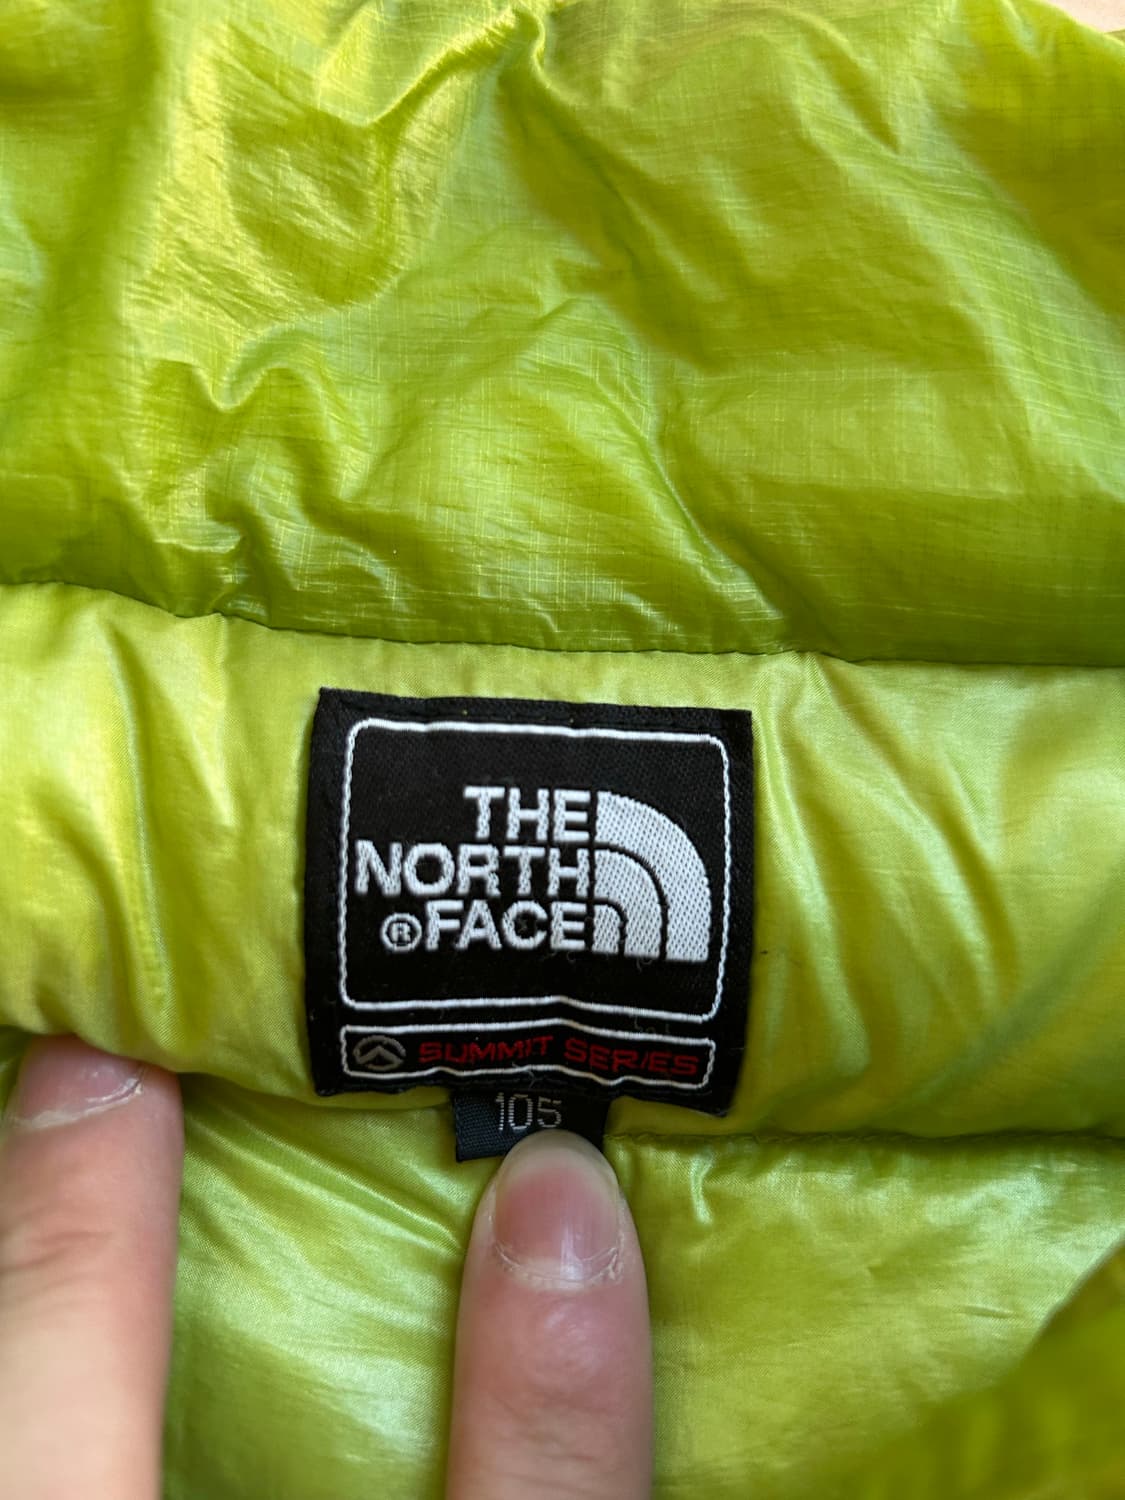 THE
NORTH
®FACE
SUMMIT SERIES
105